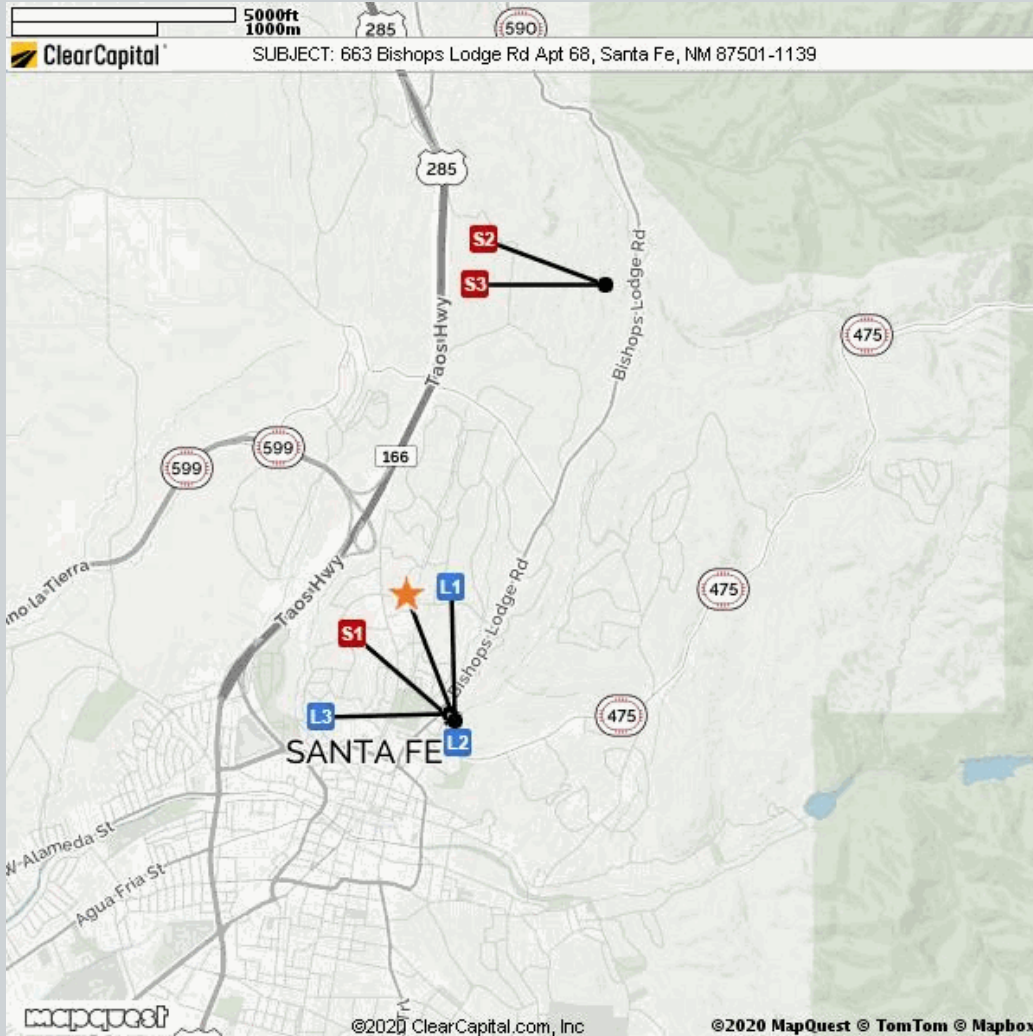 5000ft
1000m
285
590
ClearCapital
SUBJECT: 663 Bishops Lodge Rd Apt 68, Santa Fe, NM 87501-1139
285
S2
S3
Bishops Lodge Rd
475
Taos Hwy
599
599
166
475
Taos Hwy
L1
S1
Bishops Lodge Rd
L3
475
SANTA FE
L2
W Alameda St
Agua Fria St
mapquest
©2020 ClearCapital.com, Inc
©2020 MapQuest © TomTom © Mapbox